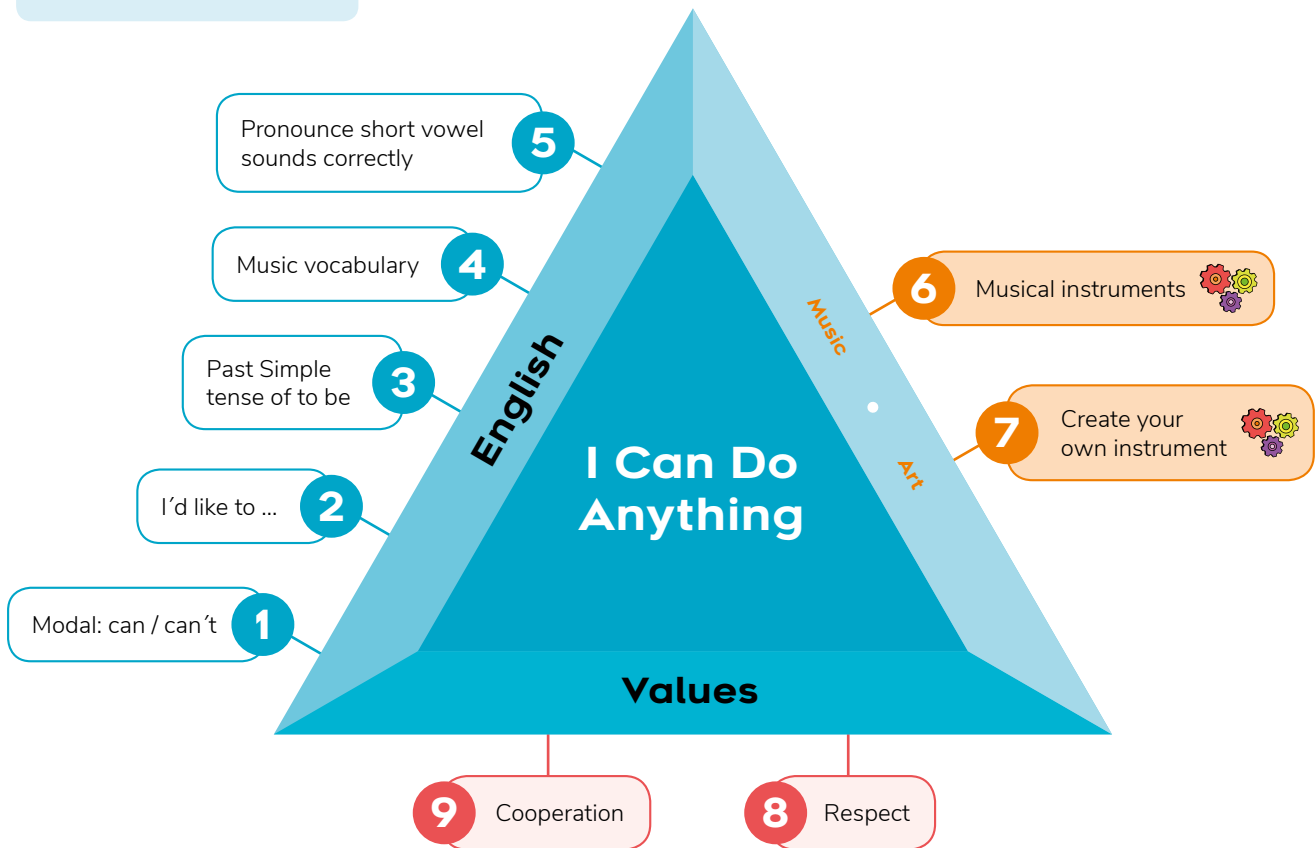 5
Pronounce short vowel
sounds correctly
4
Music vocabulary
3
Past Simple
tense of to be
2
I´d like to ...
1
Modal: can / can´t
English
I Can Do
Anything
Music
Art
6
Musical instruments
7
Create your
own instrument
Values
9
Cooperation
8
Respect